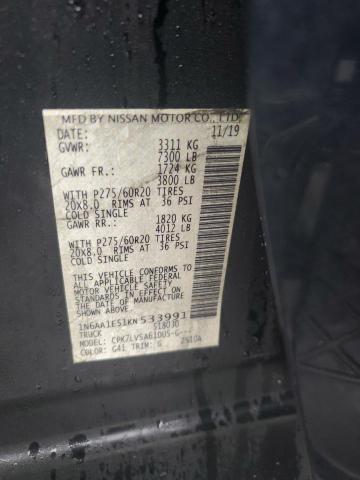 MFD BY NISSAN MOTOR CO., LTD.
DATE: 11/19
GVWR: 3311 KG
7300 LB
GAWR FR.: 1724 KG
3800 LB
WITH P275/60R20 TIRES
20X8.0 RIMS AT 36 PSI
COLD SINGLE
GAWR RR.: 1820 KG
4012 LB
WITH P275/60R20 TIRES
20X8.0 RIMS AT 36 PSI
COLD SINGLE
THIS VEHICLE CONFORMS TO
ALL APPLICABLE FEDERAL
MOTOR VEHICLE SAFETY
STANDARDS IN EFFECT ON
THE DATE OF MANUFACTURE
SHOWN ABOVE.
1N6AA1E51KN533991
TRUCK 518030
MODEL:
COLOR: G41 TRIM: G